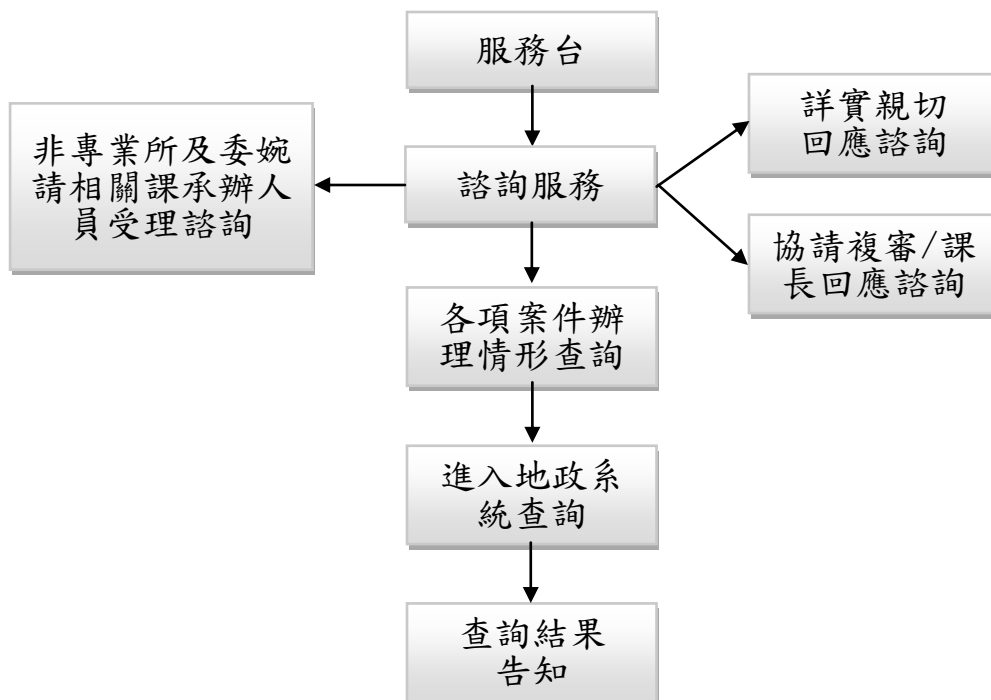 服務台
詳實親切
回應諮詢
非專業所及委婉
請相關課承辦人
員受理諮詢
諮詢服務
協請複審/課
長回應諮詢
各項案件辦
理情形查詢
進入地政系
統查詢
查詢結果
告知